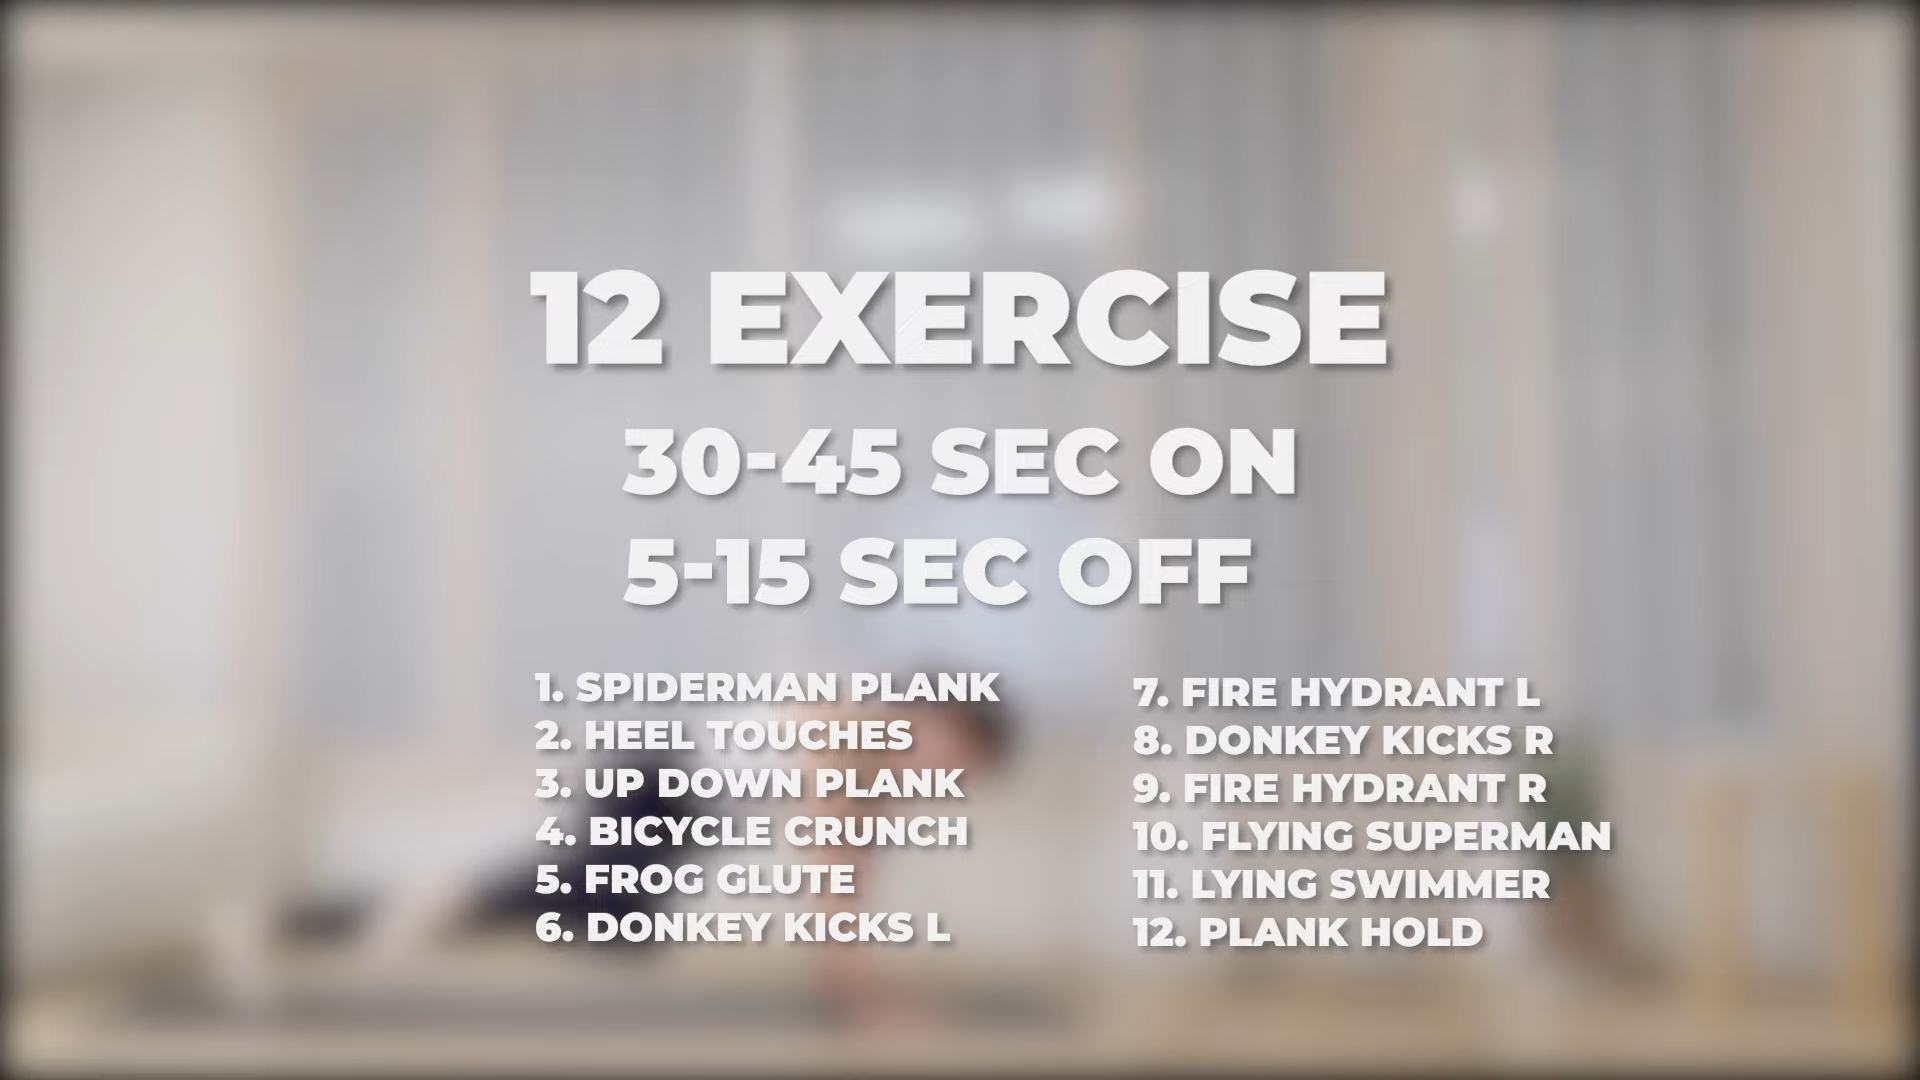 12 EXERCISE
30-45 SEC ON
5-15 SEC OFF
1. SPIDERMAN PLANK
2. HEEL TOUCHES
3. UP DOWN PLANK
4. BICYCLE CRUNCH
5. FROG GLUTE
6. DONKEY KICKS L
7. FIRE HYDRANT L
8. DONKEY KICKS R
9. FIRE HYDRANT R
10. FLYING SUPERMAN
11. LYING SWIMMER
12. PLANK HOLD